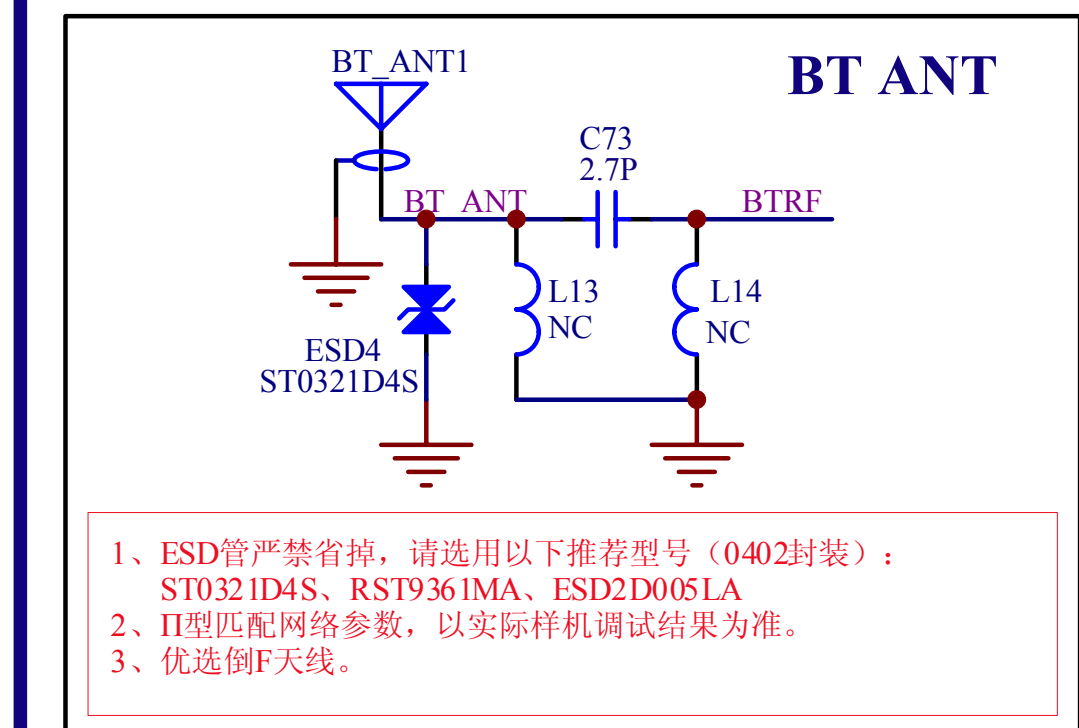 BT_ANT1
BT ANT
C73
2.7P
BT_ANT
BTRF
L13
NC
L14
NC
ESD4
ST0321D4S
1、ESD管严禁省掉，请选用以下推荐型号（0402封装）：
ST0321D4S、RST9361MA、ESD2D005LA
2、Π型匹配网络参数，以实际样机调试结果为准。
3、优选倒F天线。